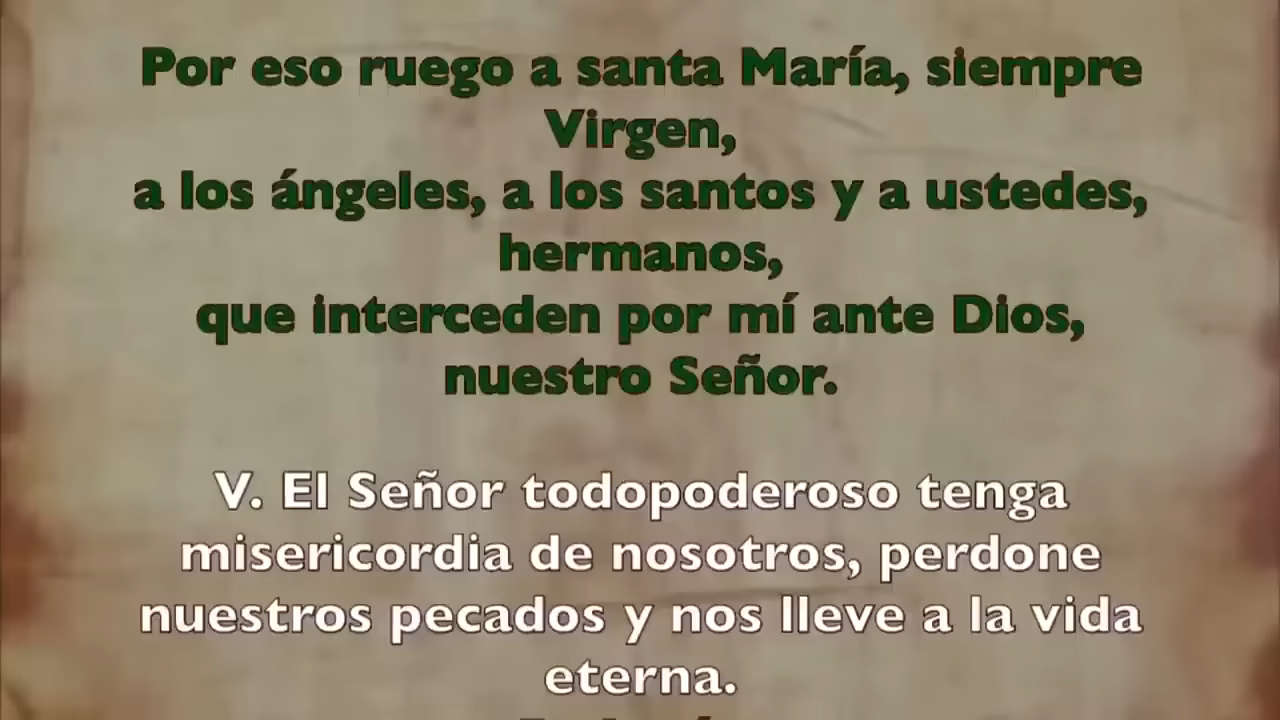 Por eso ruego a santa María, siempre
Virgen,
a los ángeles, a los santos y a ustedes,
hermanos,
que interceden por mí ante Dios,
nuestro Señor.
V. El Señor todopoderoso tenga
misericordia de nosotros, perdone
nuestros pecados y nos lleve a la vida
eterna.